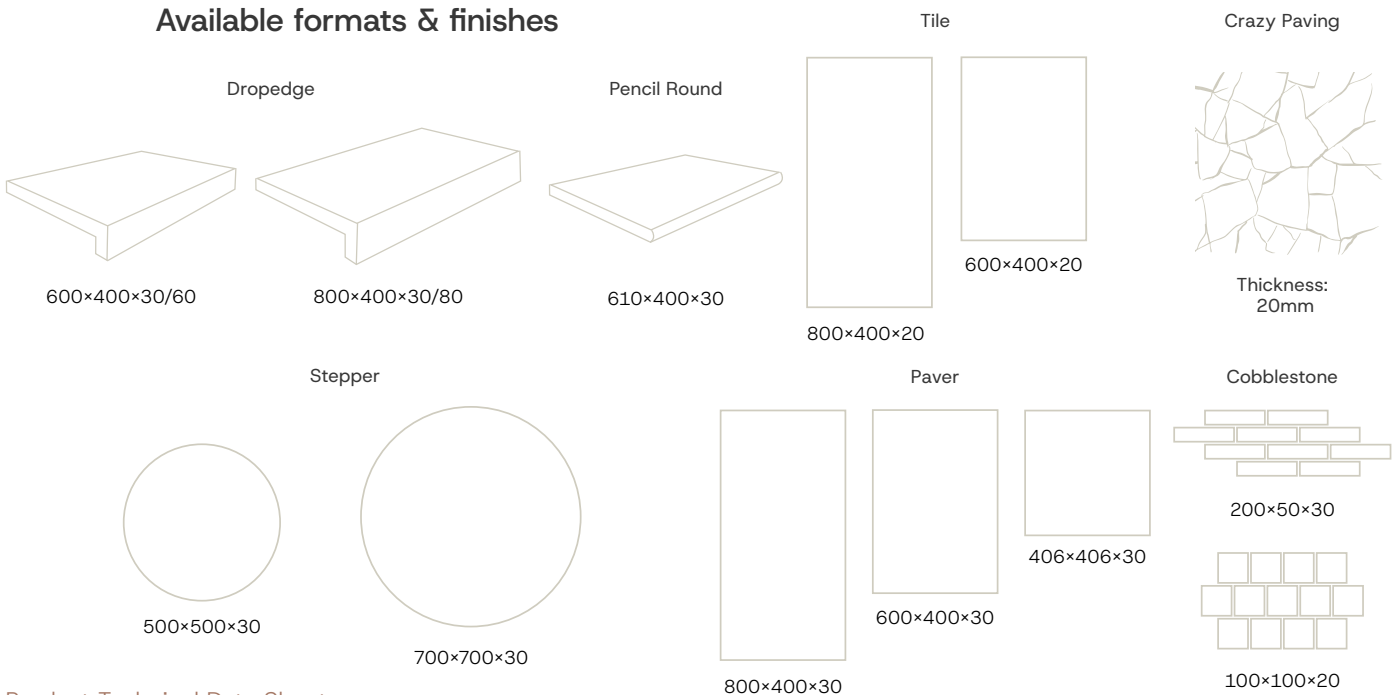 Available formats & finishes
Dropedge
600×400×30/60
800×400×30/80
Pencil Round
610×400×30
Tile
800×400×20
600×400×20
Crazy Paving
Thickness:
20mm
Stepper
500×500×30
700×700×30
Paver
800×400×30
600×400×30
406×406×30
Cobblestone
200×50×30
100×100×20